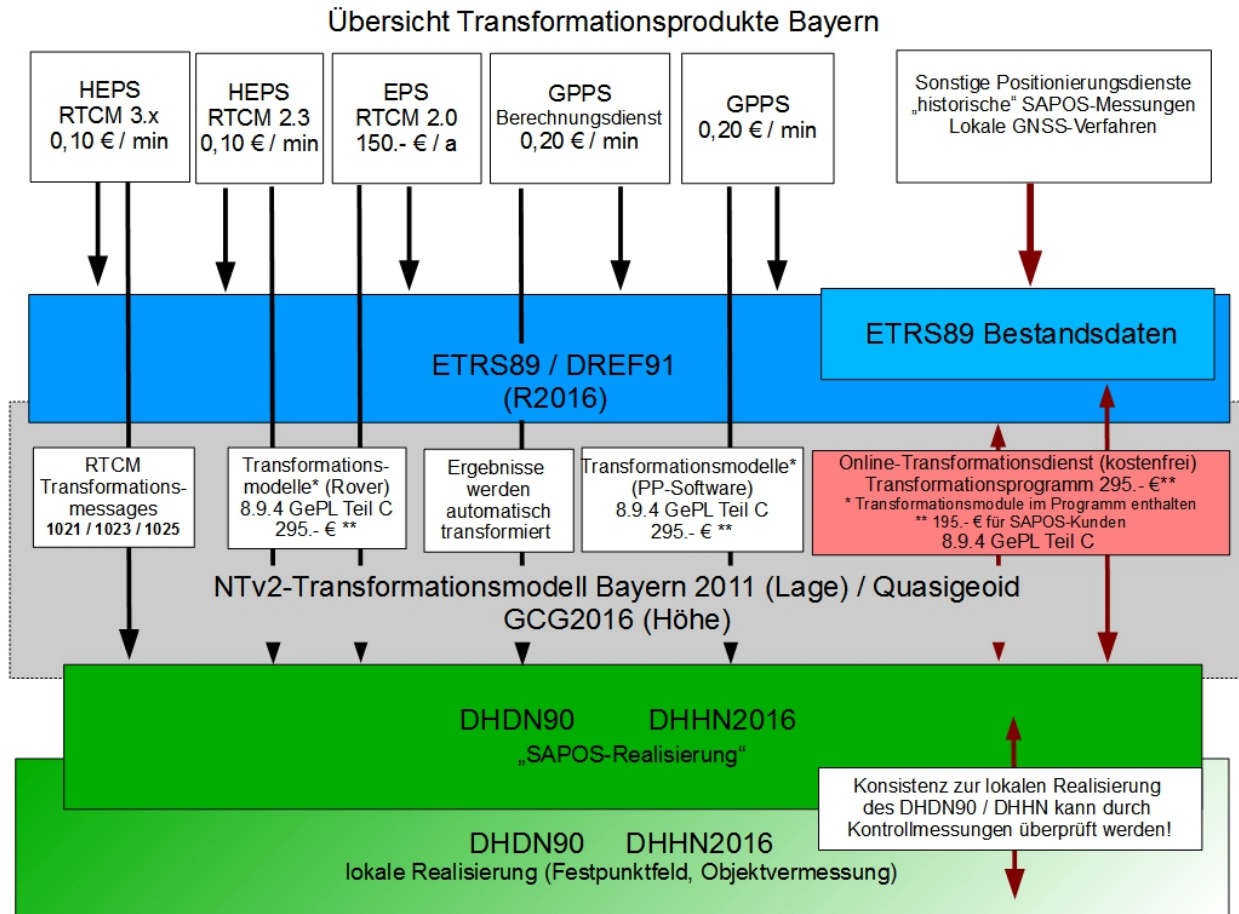 Übersicht Transformationsprodukte Bayern
HEPS
RTCM 3.x
0,10 € / min
HEPS
RTCM 2.3
0,10 € / min
EPS
RTCM 2.0
150.- € / a
GPPS
Berechnungsdienst
0,20 € / min
GPPS
0,20 € / min
Sonstige Positionierungsdienste
„historische“ SAPOS-Messungen
Lokale GNSS-Verfahren
ETRS89 Bestandsdaten
ETRS89 / DREF91
(R2016)
RTCM
Transformations-
messages
1021 / 1023 / 1025
Transformations-
modelle* (Rover)
8.9.4 GePL Teil C
295.- € **
Ergebnisse
werden
automatisch
transformiert
Transformationsmodelle*
(PP-Software)
8.9.4 GePL Teil C
295.- € **
Online-Transformationsdienst (kostenfrei)
Transformationsprogramm 295.- €**
* Transformationsmodule im Programm enthalten
** 195.- € für SAPOS-Kunden
8.9.4 GePL Teil C
NTv2-Transformationsmodell Bayern 2011 (Lage) / Quasigeoid
GCG2016 (Höhe)
DHDN90 DHHN2016
„SAPOS-Realisierung“
Konsistenz zur lokalen Realisierung
des DHDN90 / DHHN kann durch
Kontrollmessungen überprüft werden!
DHDN90 DHHN2016
lokale Realisierung (Festpunktfeld, Objektvermessung)